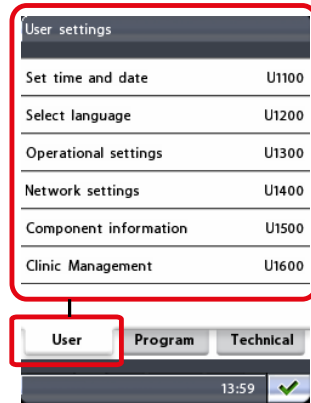 User settings
Set time and date U1100
Select language U1200
Operational settings U1300
Network settings U1400
Component information U1500
Clinic Management U1600
User Program Technical
13:59